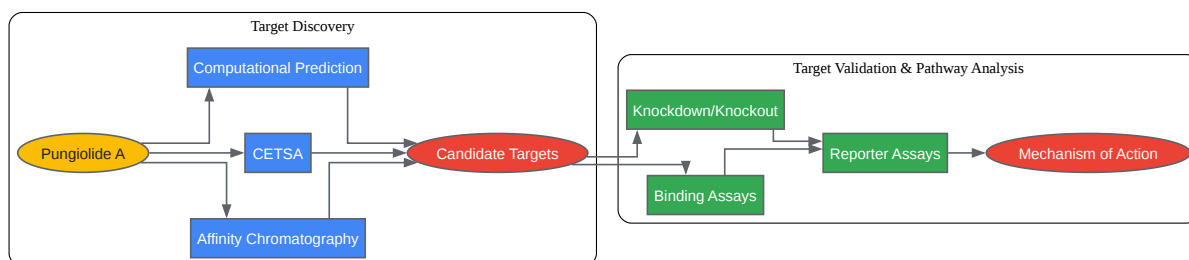 Target Discovery
Computational Prediction
Pungiolide A
CETSA
Candidate Targets
Affinity Chromatography
Target Validation & Pathway Analysis
Knockdown/Knockout
Binding Assays
Reporter Assays
Mechanism of Action